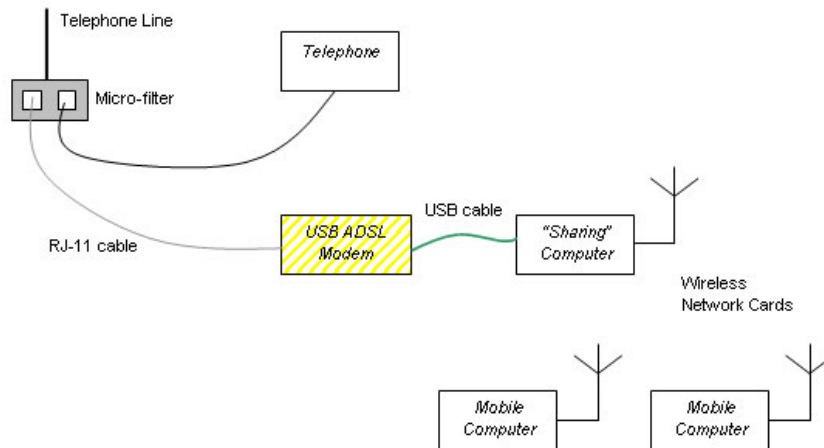 Telephone Line
Telephone
Micro-filter
USB cable
RJ-11 cable
USB ADSL
Modem
"Sharing"
Computer
Wireless
Network Cards
Mobile
Computer
Mobile
Computer